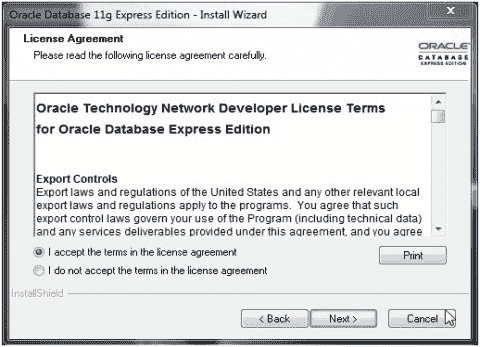 Oracle Database 11g Express Edition - Install Wizard
License Agreement
Please read the following license agreement carefully.
ORACLE
DATABASE
EXPRESS EDITION
Oracle Technology Network Developer License Terms
for Oracle Database Express Edition
Export Controls
Export laws and regulations of the United States and any other relevant local
export laws and regulations apply to the programs. You agree that such
export control laws govern your use of the Program (including technical data)
and any services deliverables provided under this agreement, and you agree
I accept the terms in the license agreement
I do not accept the terms in the license agreement
Print
InstallShield
< Back
Next >
Cancel